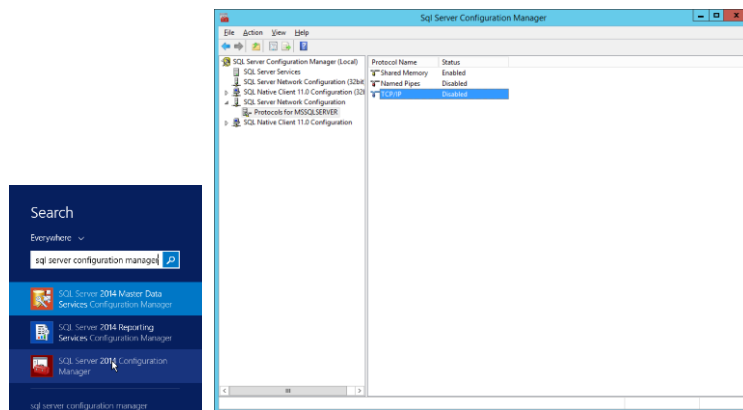 Search
Everywhere
sql server configuration manager
SQL Server 2014 Master Data
Services Configuration Manager
SQL Server 2014 Reporting
Services Configuration Manager
SQL Server 2014 Configuration
Manager
sql server configuration manager
Sql Server Configuration Manager
File Action View Help
SQL Server Configuration Manager (Local)
SQL Server Services
SQL Server Network Configuration (32bit
SQL Native Client 11.0 Configuration (32l
SQL Server Network Configuration
Protocols for MSSQLSERVER
SQL Native Client 11.0 Configuration
Protocol Name Status
Shared Memory Enabled
Named Pipes Disabled
TCP/IP Disabled